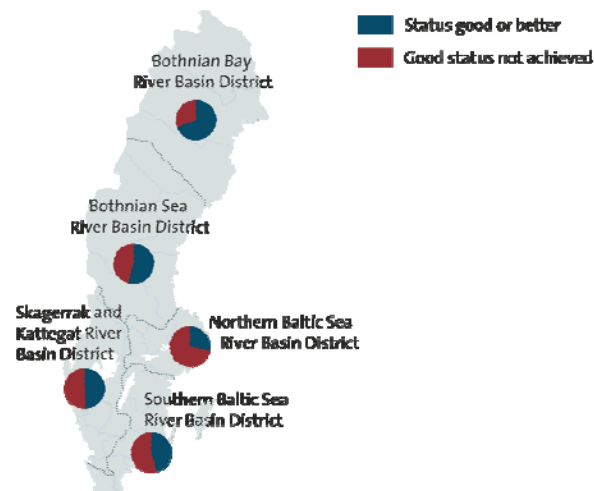 Status good or better
Good status not achieved
Bothnian Bay
River Basin District
Bothnian Sea
River Basin District
Skagerrak and
Kattegat River
Basin District
Northern Baltic Sea
River Basin District
Southern Baltic Sea
River Basin District